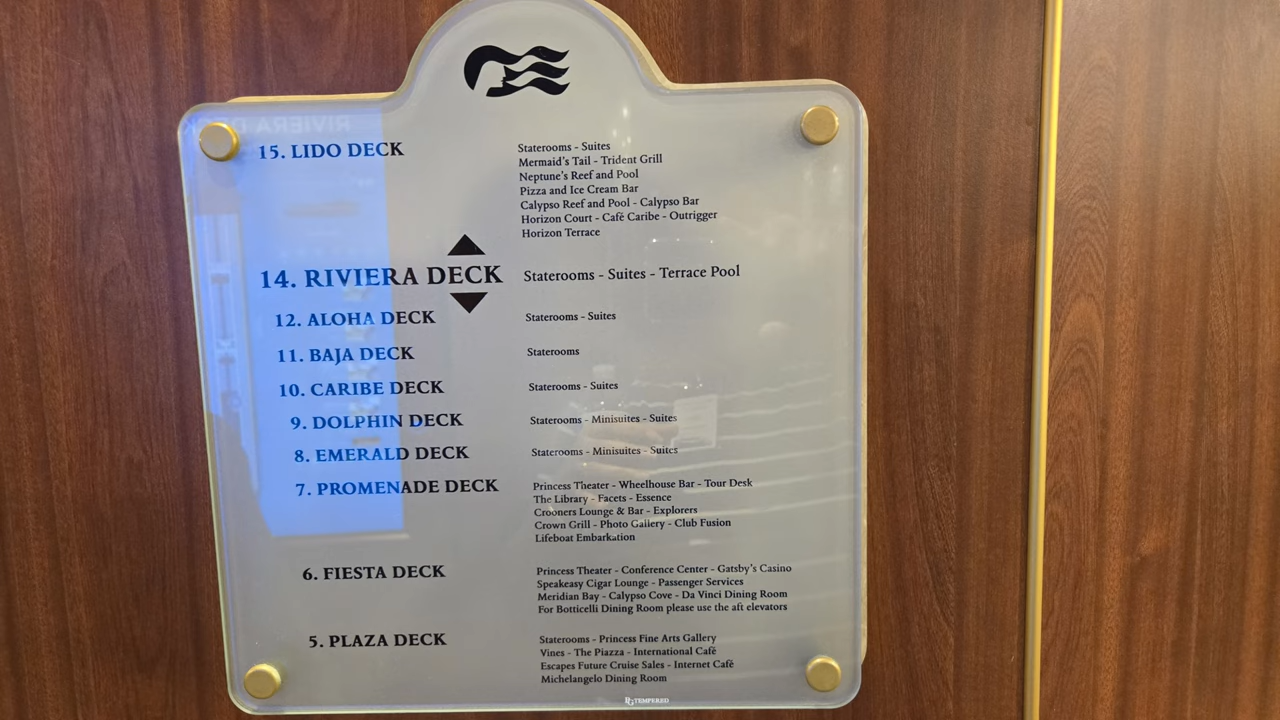 15. LIDO DECK
Staterooms - Suites
Mermaid's Tail - Trident Grill
Neptune's Reef and Pool
Pizza and Ice Cream Bar
Calypso Reef and Pool - Calypso Bar
Horizon Court - Café Caribe - Outrigger
Horizon Terrace
14. RIVIERA DECK
Staterooms - Suites - Terrace Pool
12. ALOHA DECK
Staterooms - Suites
11. BAJA DECK
Staterooms
10. CARIBE DECK
Staterooms - Suites
9. DOLPHIN DECK
Staterooms - Minisuites - Suites
8. EMERALD DECK
Staterooms - Minisuites - Suites
7. PROMENADE DECK
Princess Theater - Wheelhouse Bar - Tour Desk
The Library - Facets - Essence
Crooners Lounge & Bar - Explorers
Crown Grill - Photo Gallery - Club Fusion
Lifeboat Embarkation
6. FIESTA DECK
Princess Theater - Conference Center - Gatsby's Casino
Speakeasy Cigar Lounge - Passenger Services
Meridian Bay - Calypso Cove - Da Vinci Dining Room
For Botticelli Dining Room please use the aft elevators
5. PLAZA DECK
Staterooms - Princess Fine Arts Gallery
Vines - The Piazza - International Café
Escapes Future Cruise Sales - Internet Café
Michelangelo Dining Room
TEMPERED